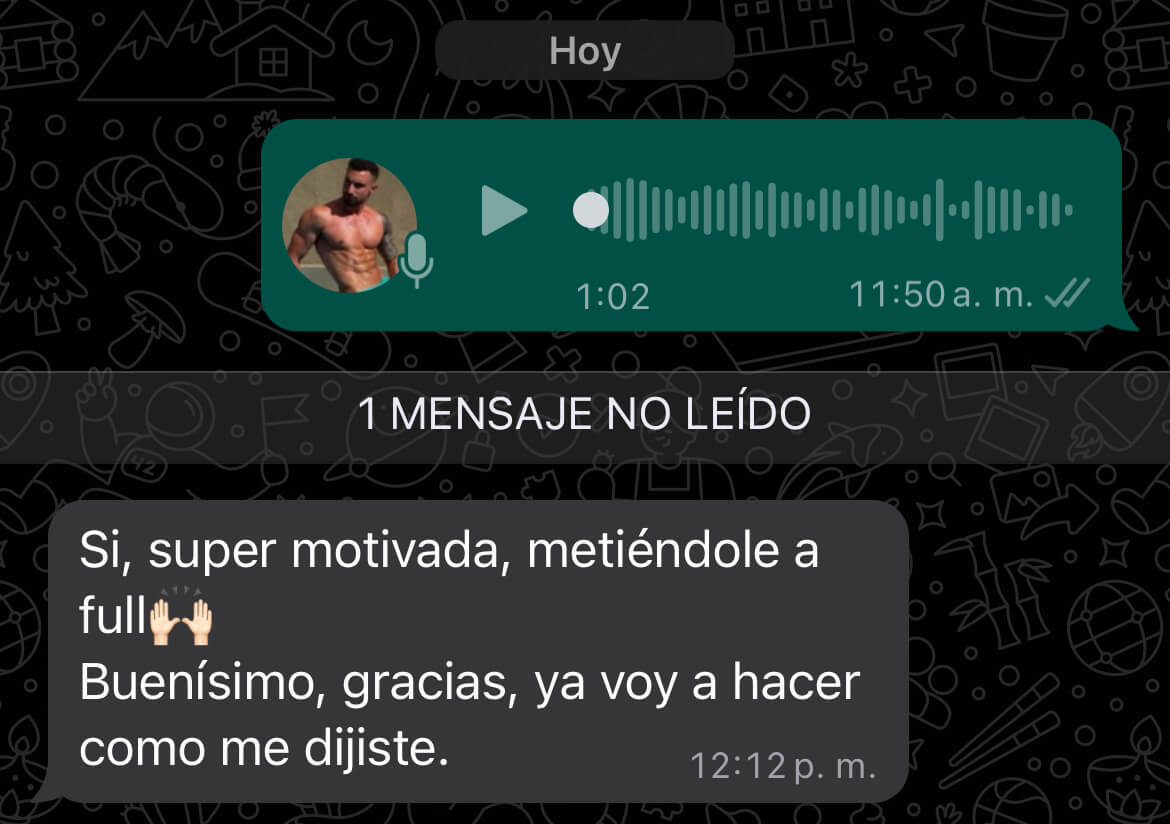 Hoy
1:02
11:50 a. m.
1 MENSAJE NO LEÍDO
Si, super motivada, metiéndole a
full🙌🏻
Buenísimo, gracias, ya voy a hacer
como me dijiste.
12:12 p. m.